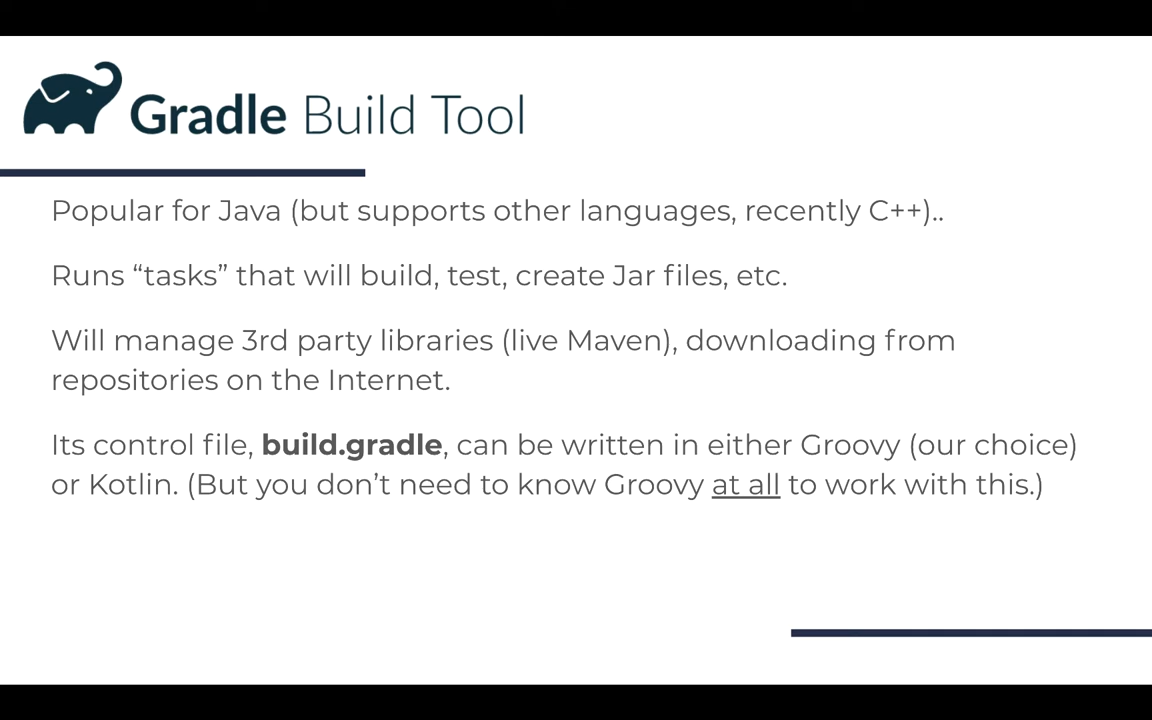 Gradle Build Tool
Popular for Java (but supports other languages, recently C++)..
Runs “tasks” that will build, test, create Jar files, etc.
Will manage 3rd party libraries (live Maven), downloading from
repositories on the Internet.
Its control file, build.gradle, can be written in either Groovy (our choice)
or Kotlin. (But you don’t need to know Groovy at all to work with this.)